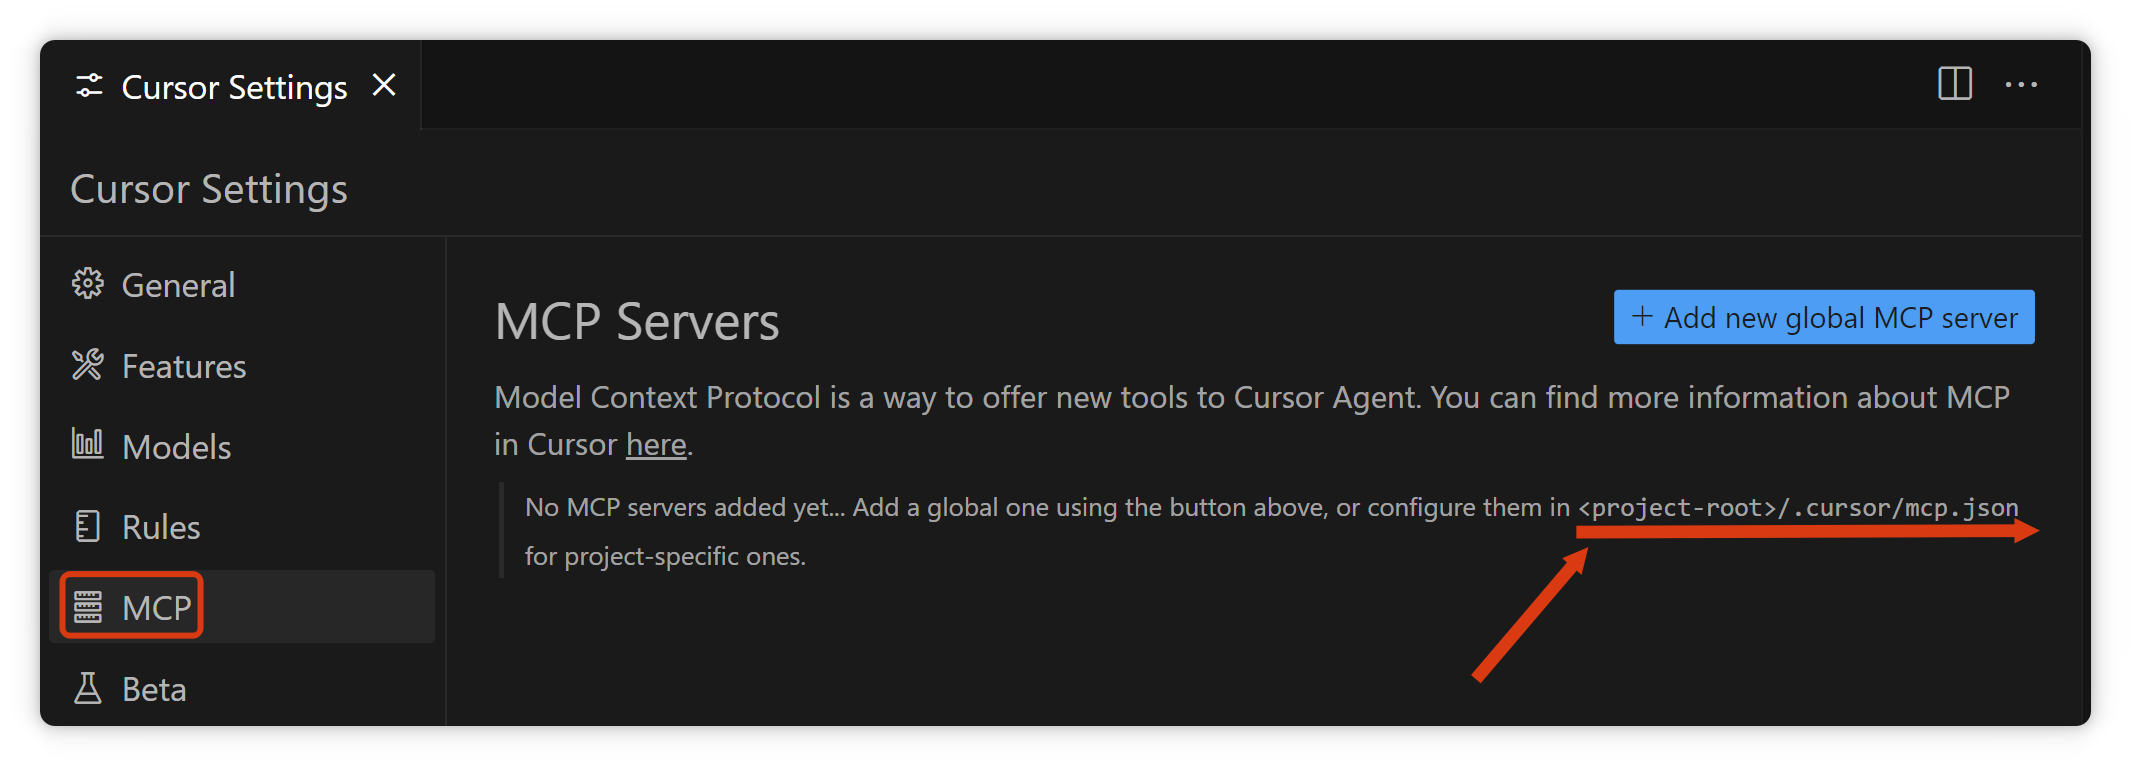 Cursor Settings
Cursor Settings
General
Features
Models
Rules
MCP
Beta
MCP Servers
+ Add new global MCP server
Model Context Protocol is a way to offer new tools to Cursor Agent. You can find more information about MCP
in Cursor here.
No MCP servers added yet... Add a global one using the button above, or configure them in <project-root>/.cursor/mcp.json
for project-specific ones.